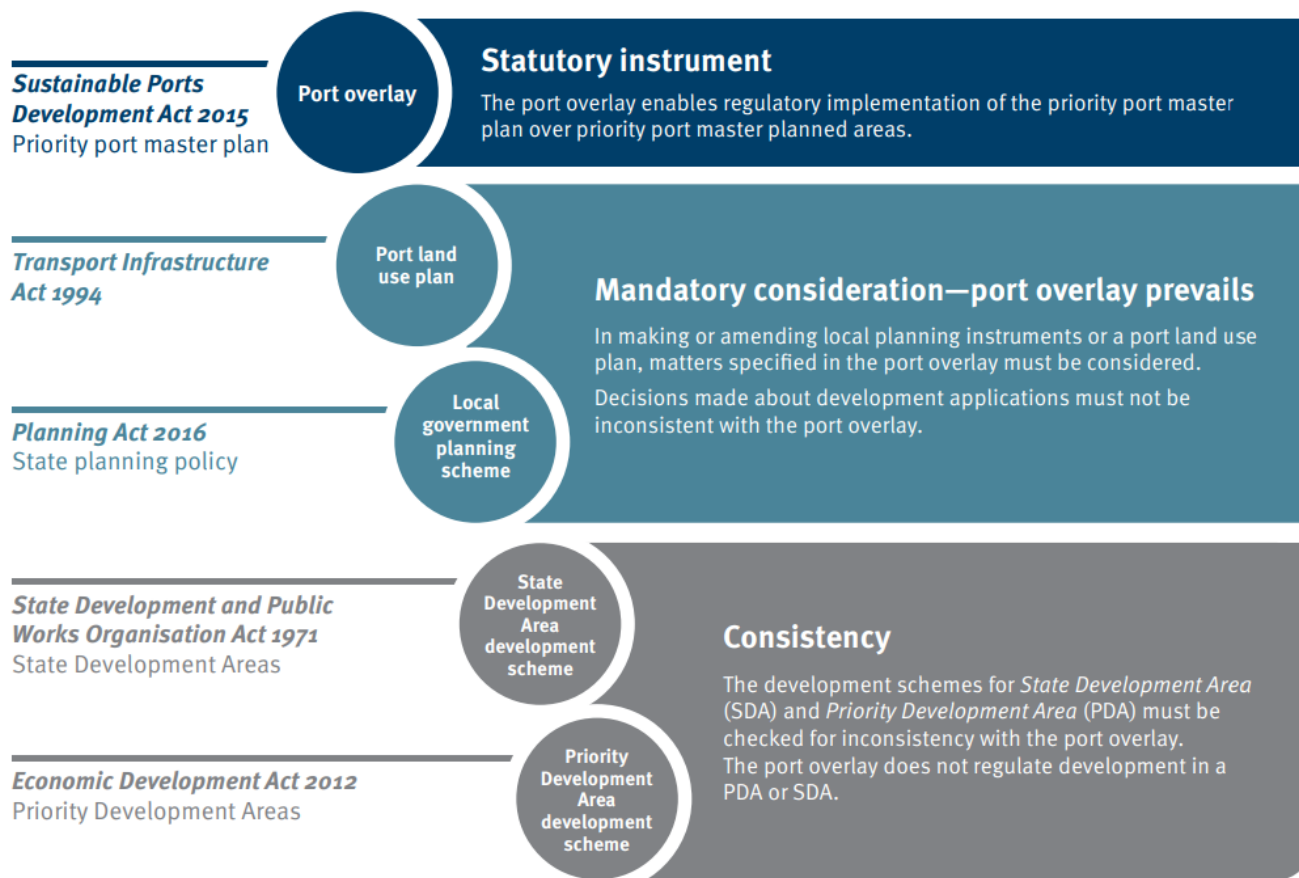 Sustainable Ports
Development Act 2015
Priority port master plan
Port overlay
Statutory instrument
The port overlay enables regulatory implementation of the priority port master
plan over priority port master planned areas.
Transport Infrastructure
Act 1994
Port land
use plan
Planning Act 2016
State planning policy
Local
government
planning
scheme
Mandatory consideration—port overlay prevails
In making or amending local planning instruments or a port land use
plan, matters specified in the port overlay must be considered.
Decisions made about development applications must not be
inconsistent with the port overlay.
State Development and Public
Works Organisation Act 1971
State Development Areas
State
Development
Area
development
scheme
Economic Development Act 2012
Priority Development Areas
Priority
Development
Area
development
scheme
Consistency
The development schemes for State Development Area
(SDA) and Priority Development Area (PDA) must be
checked for inconsistency with the port overlay.
The port overlay does not regulate development in a
PDA or SDA.